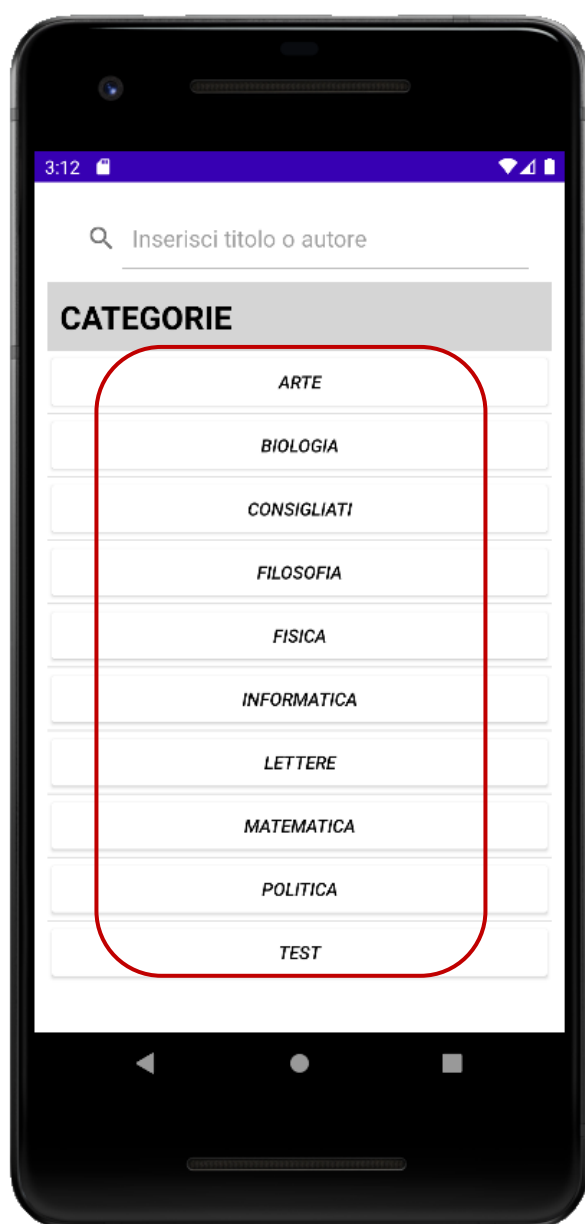 3:12
Inserisci titolo o autore
CATEGORIE
ARTE
BIOLOGIA
CONSIGLIATI
FILOSOFIA
FISICA
INFORMATICA
LETTERE
MATEMATICA
POLITICA
TEST